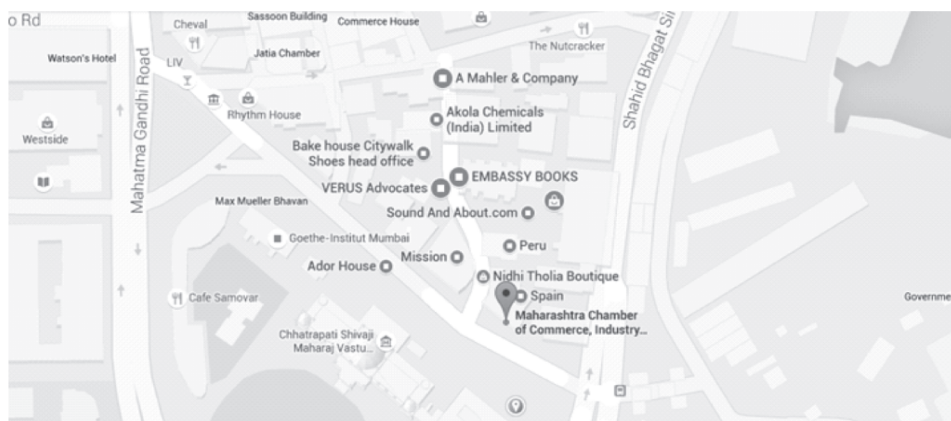 o Rd
Cheval
Sassoon Building
Commerce House
Watson's Hotel
Jatia Chamber
The Nutcracker
LIV
A Mahler & Company
Mahatma Gandhi Road
Shahid Bhagat Si
Rhythm House
Akola Chemicals
(India) Limited
Westside
Bake house Citywalk
Shoes head office
EMBASSY BOOKS
VERUS Advocates
Max Mueller Bhavan
Sound And About.com
Goethe-Institut Mumbai
Peru
Mission
Ador House
Nidhi Tholia Boutique
Cafe Samovar
Spain
Governme
Maharashtra Chamber
of Commerce, Industry...
Chhatrapati Shivaji
Maharaj Vastu...